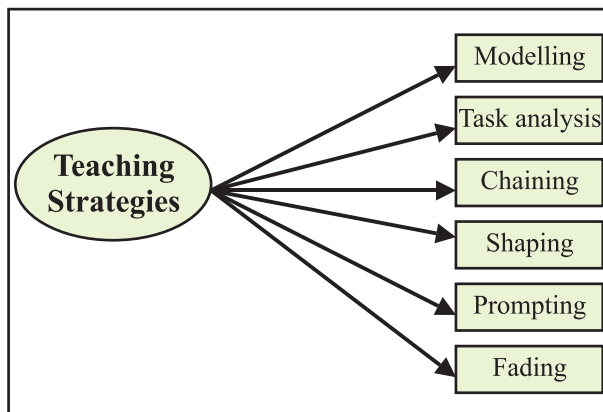 Teaching
Strategies
Modelling
Task analysis
Chaining
Shaping
Prompting
Fading